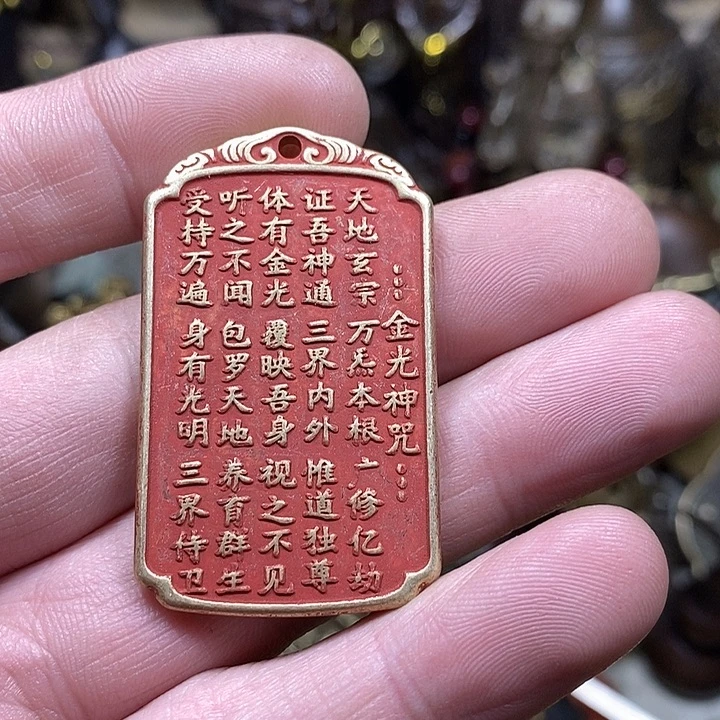 金光神咒
天地玄宗 万炁本根 广修亿劫
证吾神通 三界内外 惟道独尊
体有金光 覆映吾身 视之不见
听之不闻 包罗天地 养育群生
受持万遍 身有光明 三界侍卫